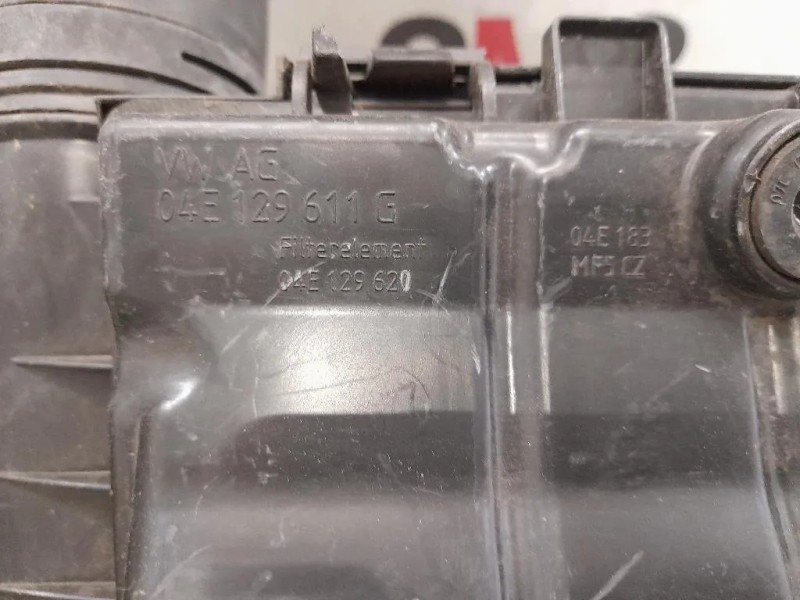 VW AG
04E 129 611 G
Filterelement
04E 129 620
04E 183
MF5 CZ